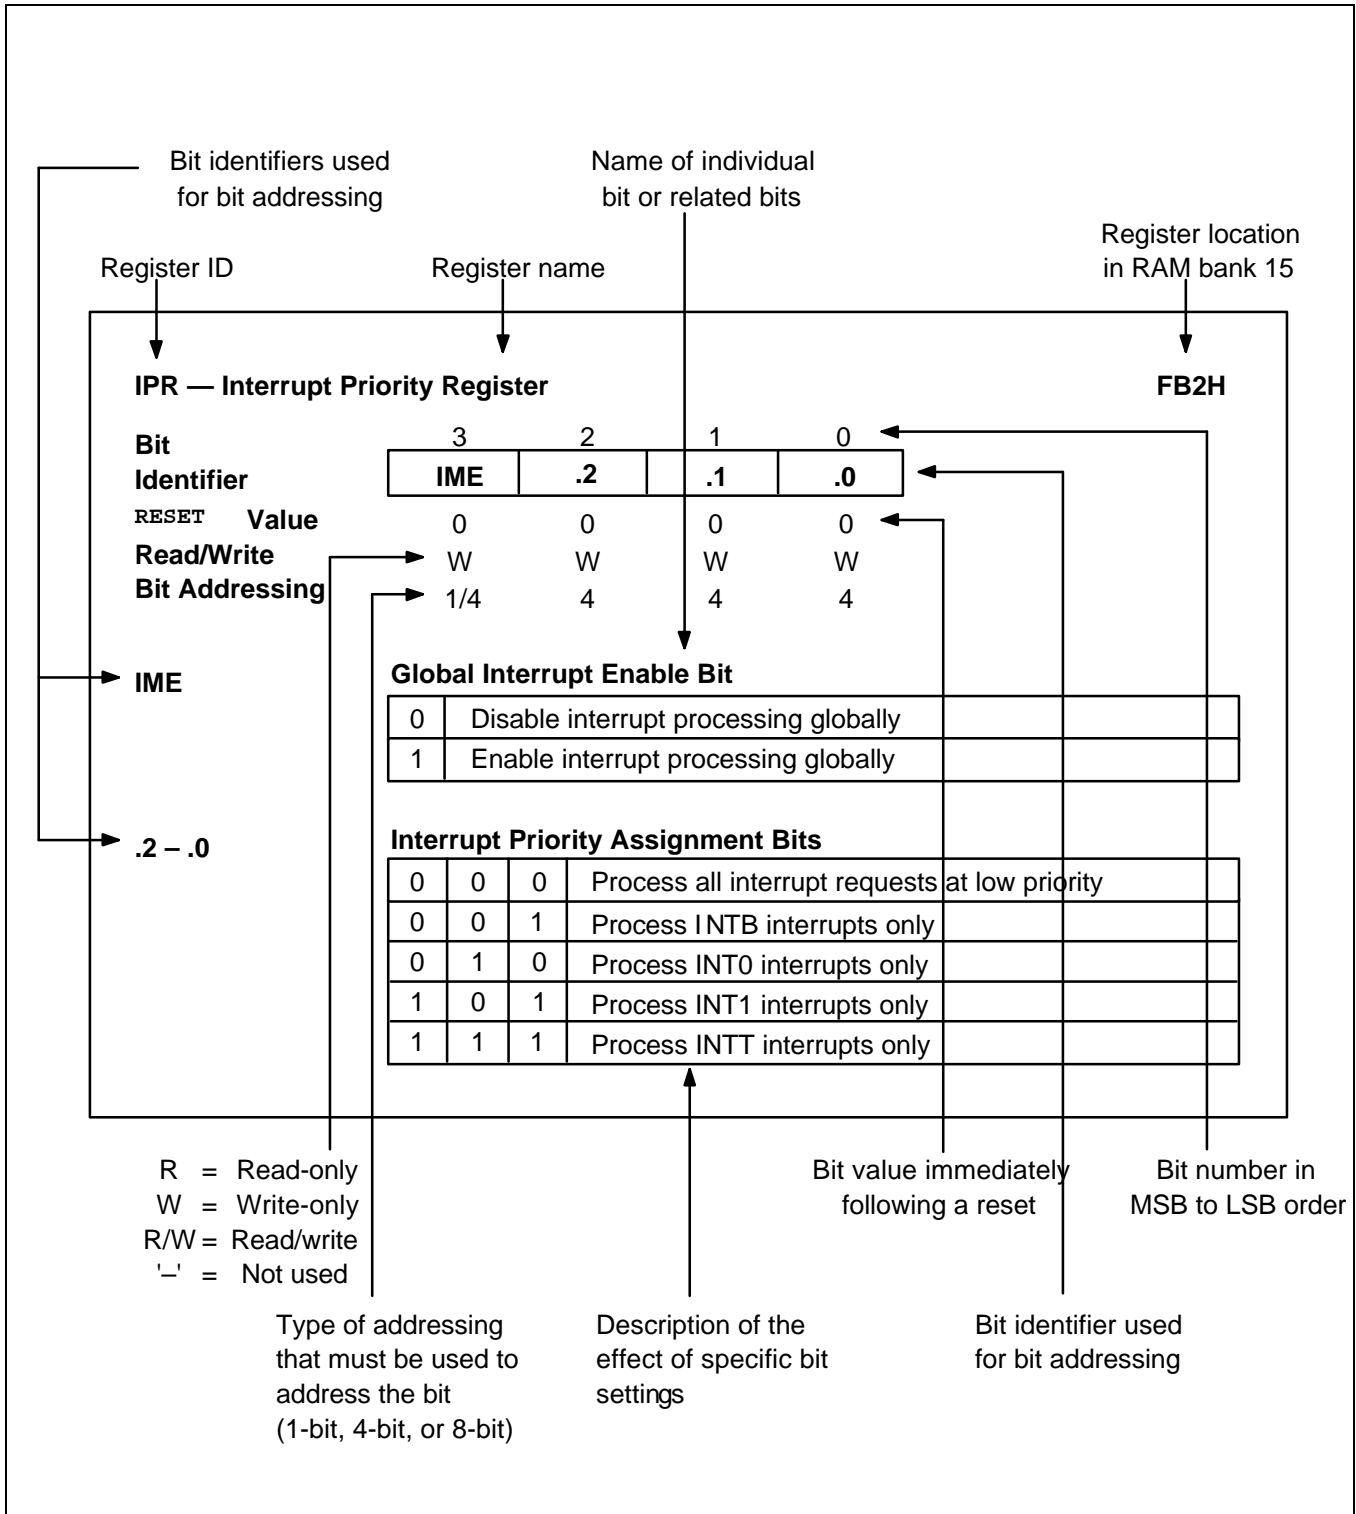 Bit identifiers used
for bit addressing
Name of individual
bit or related bits
Register location
in RAM bank 15
Register ID
Register name
IPR — Interrupt Priority Register FB2H
Bit 3 2 1 0
Identifier IME .2 .1 .0
RESET Value 0 0 0 0
Read/Write W W W W
Bit Addressing 1/4 4 4 4
IME
Global Interrupt Enable Bit
0 Disable interrupt processing globally
1 Enable interrupt processing globally
.2 – .0
Interrupt Priority Assignment Bits
0 0 0 Process all interrupt requests at low priority
0 0 1 Process INTB interrupts only
0 1 0 Process INT0 interrupts only
1 0 1 Process INT1 interrupts only
1 1 1 Process INTT interrupts only
R = Read-only
W = Write-only
R/W = Read/write
'–' = Not used
Bit value immediately
following a reset
Bit number in
MSB to LSB order
Type of addressing
that must be used to
address the bit
(1-bit, 4-bit, or 8-bit)
Description of the
effect of specific bit
settings
Bit identifier used
for bit addressing